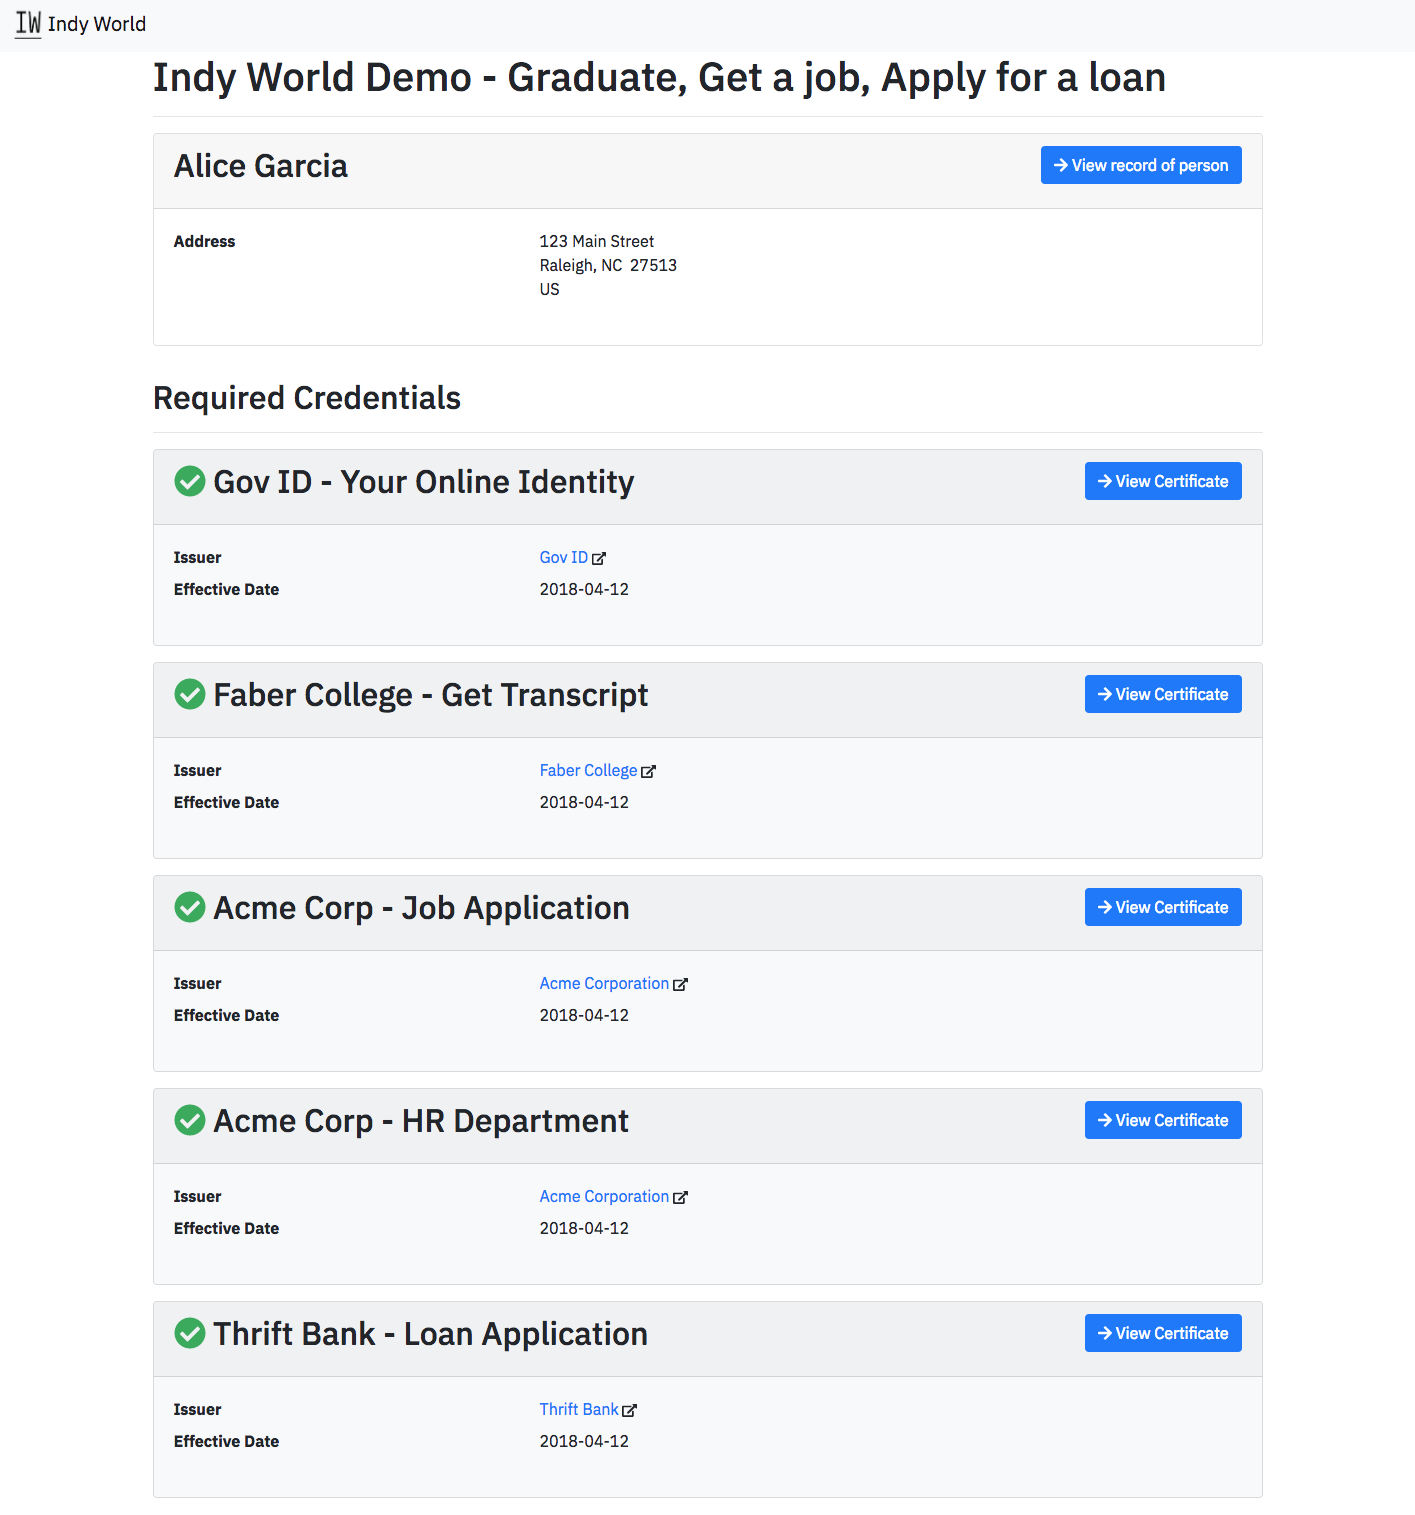 IW Indy World
Indy World Demo - Graduate, Get a job, Apply for a loan
Alice Garcia
View record of person
Address
123 Main Street
Raleigh, NC  27513
US
Required Credentials
Gov ID - Your Online Identity
View Certificate
Issuer
Gov ID
Effective Date
2018-04-12
Faber College - Get Transcript
View Certificate
Issuer
Faber College
Effective Date
2018-04-12
Acme Corp - Job Application
View Certificate
Issuer
Acme Corporation
Effective Date
2018-04-12
Acme Corp - HR Department
View Certificate
Issuer
Acme Corporation
Effective Date
2018-04-12
Thrift Bank - Loan Application
View Certificate
Issuer
Thrift Bank
Effective Date
2018-04-12